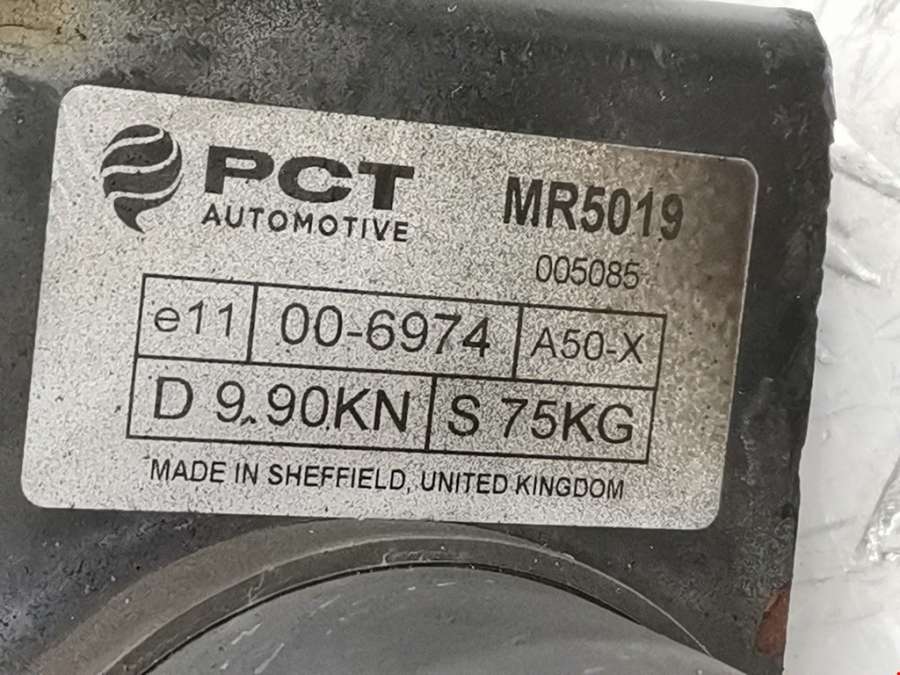 PCT
AUTOMOTIVE
MR5019
005085
e11 00-6974 A50-X
D 9.90KN S 75KG
MADE IN SHEFFIELD, UNITED KINGDOM